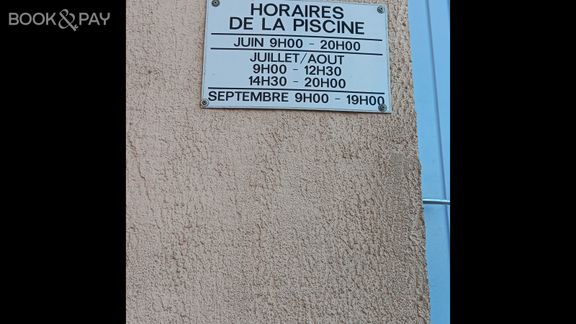 BOOK&PAY
HORAIRES
DE LA PISCINE
JUIN 9H00 - 20H00
JUILLET/AOUT
9H00 - 12H30
14H30 - 20H00
SEPTEMBRE 9H00 - 19H00